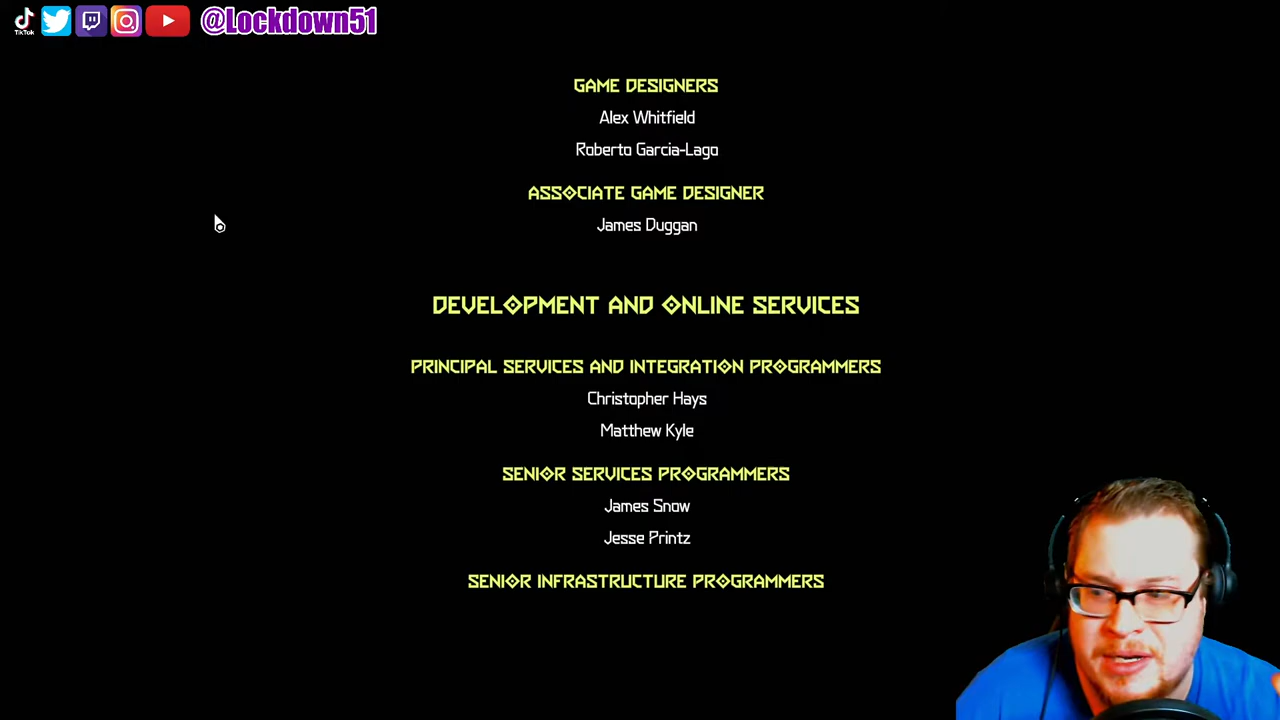 TikTok
@Lockdown51
GAME DESIGNERS
Alex Whitfield
Roberto Garcia-Lago
ASSOCIATE GAME DESIGNER
James Duggan
DEVELOPMENT AND ONLINE SERVICES
PRINCIPAL SERVICES AND INTEGRATION PROGRAMMERS
Christopher Hays
Matthew Kyle
SENIOR SERVICES PROGRAMMERS
James Snow
Jesse Printz
SENIOR INFRASTRUCTURE PROGRAMMERS